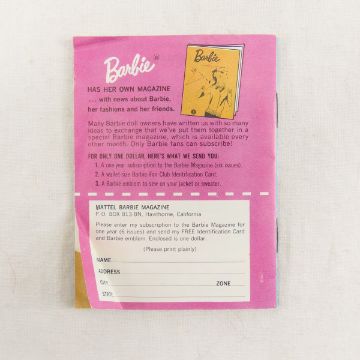 Barbie
Barbie ®
HAS HER OWN MAGAZINE
... with news about Barbie,
her fashions and her friends.
Many Barbie doll owners have written us with so many
ideas to exchange that we've put them together in a
special Barbie magazine, which is available every
other month. Only Barbie fans can subscribe!
FOR ONLY ONE DOLLAR, HERE'S WHAT WE SEND YOU:
1. A one year subscription to the Barbie Magazine (six issues).
2. A wallet-size Barbie Fan Club Identification Card.
3. A Barbie emblem to sew on your jacket or sweater.
MATTEL BARBIE MAGAZINE
P.O. BOX 813-BN, Hawthorne, California
Please enter my subscription to the Barbie Magazine for
one year (6 issues) and send my FREE Identification Card
and Barbie emblem. Enclosed is one dollar.
(Please print plainly)
NAME
ADDRESS
CITY ZONE
STATE